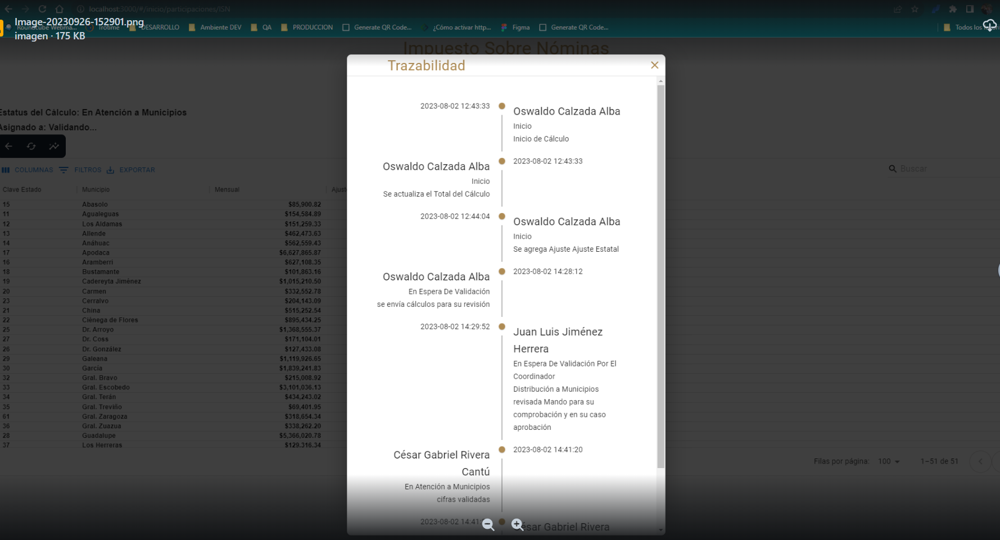 localhost:3000/#/inicio/participaciones/ISN
Image-20230926-152901.png
imagen · 175 KB
Roundcube Webma...
DESARROLLO
Ambiente DEV
QA
PRODUCCION
Generate QR Code...
¿Cómo activar http...
Figma
Generate QR Code...
Todos los
Impuesto Sobre Nóminas
Trazabilidad
Estatus del Cálculo: En Atención a Municipios
Asignado a: Validando...
COLUMNAS
FILTROS
EXPORTAR
Buscar
Clave Estado Municipio Mensual
15 Abasolo $85,900.82
11 Agualeguas $154,584.89
12 Los Aldamas $151,259.33
13 Allende $462,473.63
14 Anáhuac $562,559.43
17 Apodaca $6,627,865.87
16 Aramberri $627,108.35
18 Bustamante $101,863.16
19 Cadereyta Jiménez $1,015,210.50
20 Carmen $332,552.78
23 Cerralvo $204,143.09
21 China $515,252.54
22 Ciénega de Flores $895,434.25
25 Dr. Arroyo $1,368,555.37
27 Dr. Coss $171,104.01
26 Dr. González $127,433.08
29 Galeana $1,119,926.65
30 García $1,839,241.83
32 Gral. Bravo $215,008.92
33 Gral. Escobedo $3,101,036.13
34 Gral. Terán $434,243.02
35 Gral. Treviño $69,401.95
61 Gral. Zaragoza $318,654.34
36 Gral. Zuazua $338,262.20
28 Guadalupe $5,366,020.78
37 Los Herreras $129,316.34
2023-08-02 12:43:33
Oswaldo Calzada Alba
Inicio
Inicio de Cálculo
2023-08-02 12:43:33
Oswaldo Calzada Alba
Inicio
Se actualiza el Total del Cálculo
2023-08-02 12:44:04
Oswaldo Calzada Alba
Inicio
Se agrega Ajuste Ajuste Estatal
2023-08-02 14:28:12
Oswaldo Calzada Alba
En Espera De Validación
se envía cálculos para su revisión
2023-08-02 14:29:52
Juan Luis Jiménez
Herrera
En Espera De Validación Por El
Coordinador
Distribución a Municipios
revisada Mando para su
comprobación y en su caso
aprobación
2023-08-02 14:41:20
César Gabriel Rivera
Cantú
En Atención a Municipios
cifras validadas
2023-08-02 14:41:
César Gabriel Rivera
Filas por página: 100
1–51 de 51